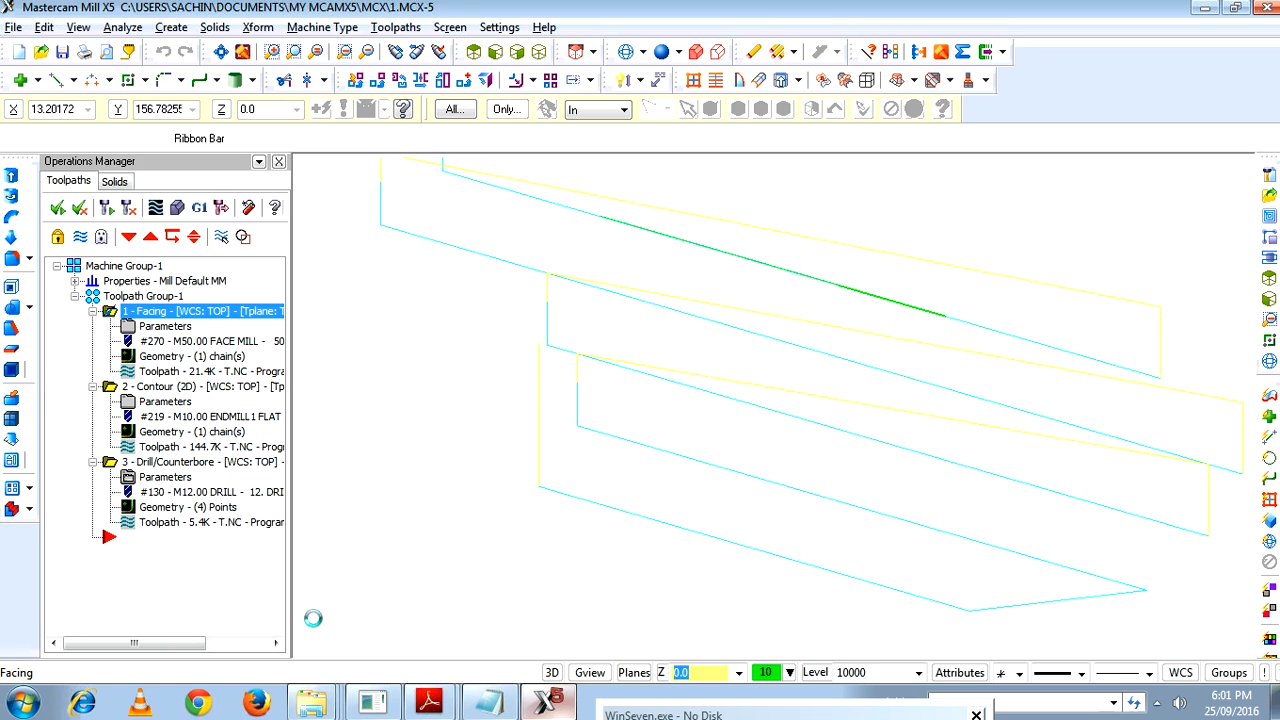 Mastercam Mill X5 C:\USERS\SACHIN\DOCUMENTS\MY MCAMX5\MCX\1.MCX-5
File Edit View Analyze Create Solids Xform Machine Type Toolpaths Screen Settings Help
X 13.20172 Y 156.78255 Z 0.0 All... Only... In
Ribbon Bar
Operations Manager
Toolpaths Solids
G1
Machine Group-1
Properties - Mill Default MM
Toolpath Group-1
1 - Facing - [WCS: TOP] - [Tplane: T
Parameters
#270 - M50.00 FACE MILL - 50
Geometry - (1) chain(s)
Toolpath - 21.4K - T.NC - Progra
2 - Contour (2D) - [WCS: TOP] - [Tp
Parameters
#219 - M10.00 ENDMILL1 FLAT
Geometry - (1) chain(s)
Toolpath - 144.7K - T.NC - Progra
3 - Drill/Counterbore - [WCS: TOP] -
Parameters
#130 - M12.00 DRILL - 12. DRI
Geometry - (4) Points
Toolpath - 5.4K - T.NC - Progra
Facing
3D Gview Planes Z 0.0 10 Level 10000 Attributes WCS Groups
WinSeven.exe - No Disk
6:01 PM
25/09/2016